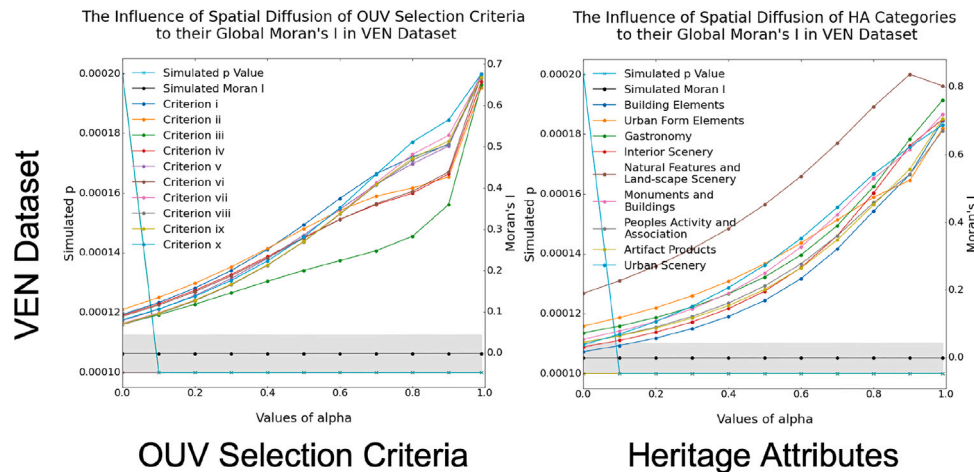 The Influence of Spatial Diffusion of OUV Selection Criteria
to their Global Moran's I in VEN Dataset
VEN Dataset
Simulated p
0.00020
0.00018
0.00016
0.00014
0.00012
0.00010
Simulated p Value
Simulated Moran I
Criterion i
Criterion ii
Criterion iii
Criterion iv
Criterion v
Criterion vi
Criterion vii
Criterion viii
Criterion ix
Criterion x
0.7
0.6
0.5
0.4
0.3
0.2
0.1
0.0
Moran's I
0.0 0.2 0.4 0.6 0.8 1.0
Values of alpha
OUV Selection Criteria
The Influence of Spatial Diffusion of HA Categories
to their Global Moran's I in VEN Dataset
Simulated p
0.00020
0.00018
0.00016
0.00014
0.00012
0.00010
Simulated p Value
Simulated Moran I
Building Elements
Urban Form Elements
Gastronomy
Interior Scenery
Natural Features and
Land-scape Scenery
Monuments and
Buildings
Peoples Activity and
Association
Artifact Products
Urban Scenery
0.8
0.6
0.4
0.2
0.0
Moran's I
0.0 0.2 0.4 0.6 0.8 1.0
Values of alpha
Heritage Attributes